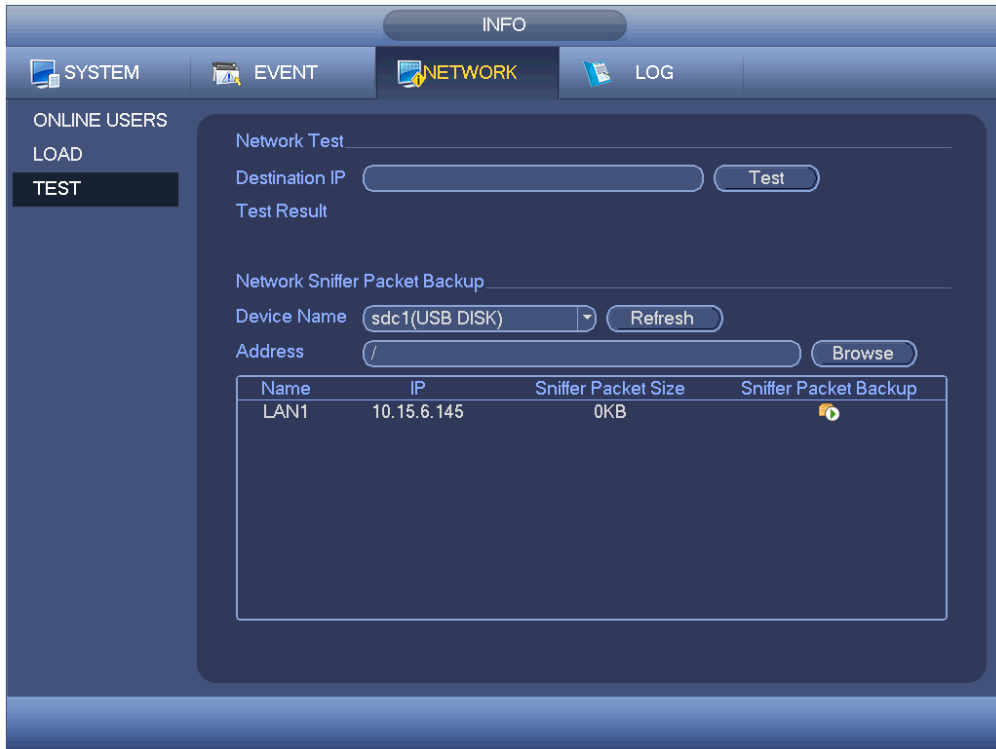 INFO
SYSTEM EVENT NETWORK LOG
ONLINE USERS
LOAD
TEST
Network Test
Destination IP Test
Test Result
Network Sniffer Packet Backup
Device Name sdc1(USB DISK) Refresh
Address / Browse
Name IP Sniffer Packet Size Sniffer Packet Backup
LAN1 10.15.6.145 0KB